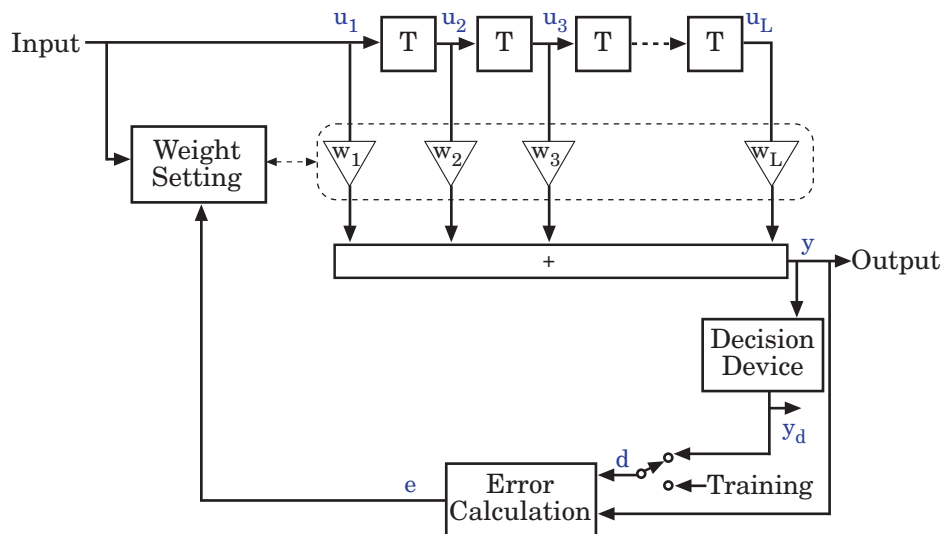 u1 u2 u3 uL
Input T T T T
Weight
Setting
w1 w2 w3 wL
+
y
Output
Decision
Device
yd
d
Training
e
Error
Calculation